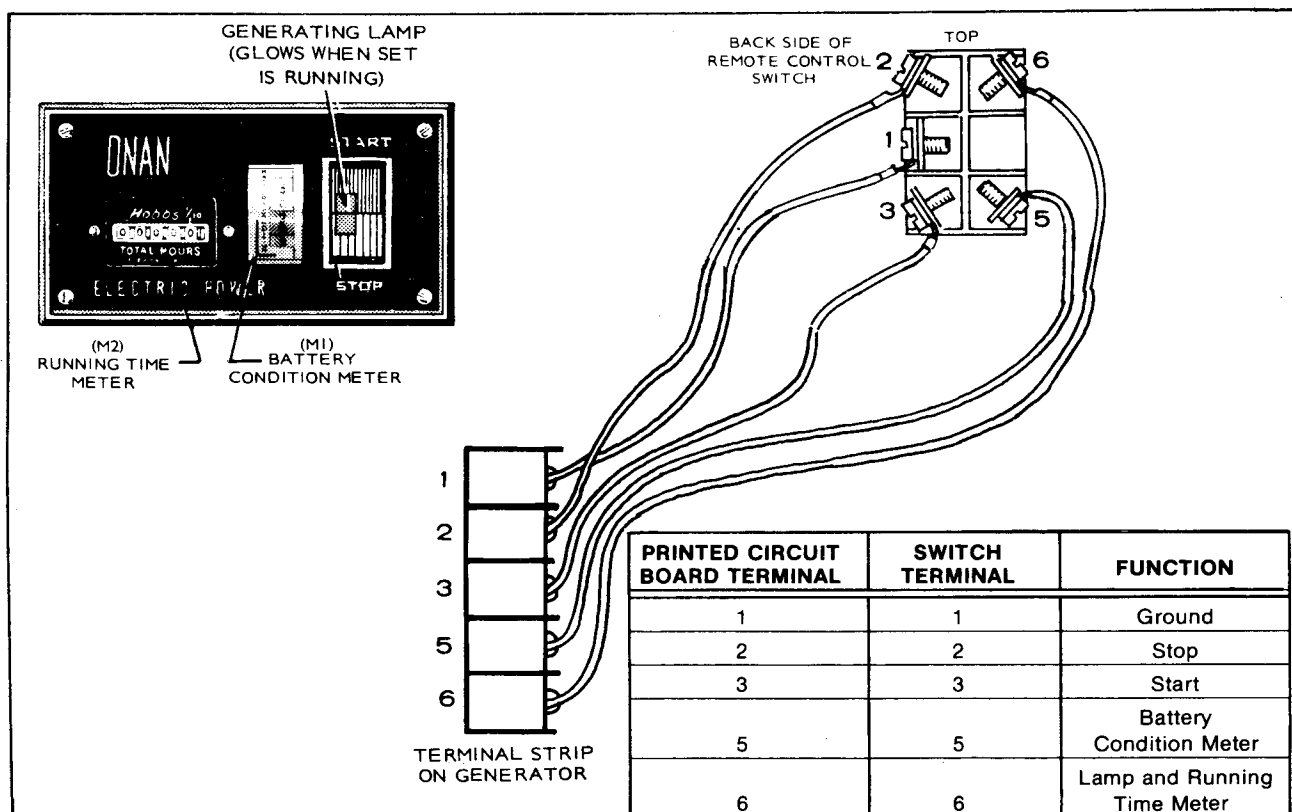 GENERATING LAMP
(GLOWS WHEN SET
IS RUNNING)
ONAN
START
Hobbs 1/10
TOTAL HOURS
ELECTRIC POWER
STOP
(M2)
RUNNING TIME
METER
(M1)
BATTERY
CONDITION METER
BACK SIDE OF
REMOTE CONTROL
SWITCH
TOP
2
6
1
3
5
1
2
3
5
6
TERMINAL STRIP
ON GENERATOR
PRINTED CIRCUIT
BOARD TERMINAL
SWITCH
TERMINAL
FUNCTION
1 1 Ground
2 2 Stop
3 3 Start
Battery
5 5 Condition Meter
Lamp and Running
6 6 Time Meter